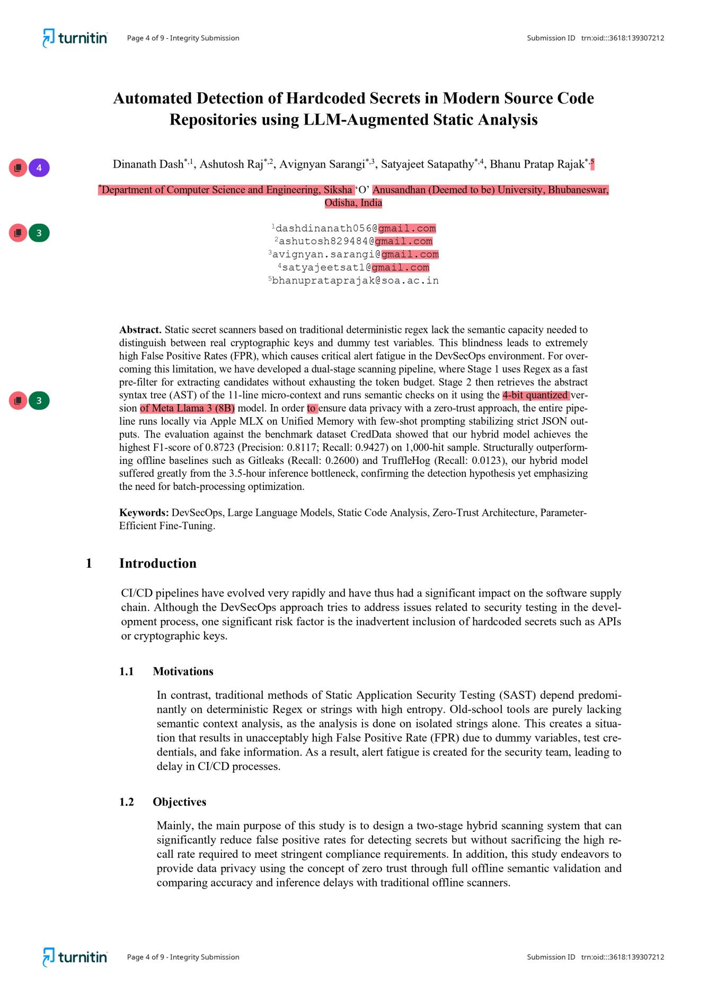 turnitin Page 4 of 9 - Integrity Submission Submission ID trn:oid:::3618:139307212
Automated Detection of Hardcoded Secrets in Modern Source Code
Repositories using LLM-Augmented Static Analysis
4
Dinanath Dash*,1, Ashutosh Raj*,2, Avignyan Sarangi*,3, Satyajeet Satapathy*,4, Bhanu Pratap Rajak*,5
*Department of Computer Science and Engineering, Siksha ‘O’ Anusandhan (Deemed to be) University, Bhubaneswar,
Odisha, India
3
1dashdinanath056@gmail.com
2ashutosh829484@gmail.com
3avignyan.sarangi@gmail.com
4satyajeetsat1@gmail.com
5bhanuprataprajak@soa.ac.in
Abstract. Static secret scanners based on traditional deterministic regex lack the semantic capacity needed to
distinguish between real cryptographic keys and dummy test variables. This blindness leads to extremely
high False Positive Rates (FPR), which causes critical alert fatigue in the DevSecOps environment. For over-
coming this limitation, we have developed a dual-stage scanning pipeline, where Stage 1 uses Regex as a fast
pre-filter for extracting candidates without exhausting the token budget. Stage 2 then retrieves the abstract
3
syntax tree (AST) of the 11-line micro-context and runs semantic checks on it using the 4-bit quantized ver-
sion of Meta Llama 3 (8B) model. In order to ensure data privacy with a zero-trust approach, the entire pipe-
line runs locally via Apple MLX on Unified Memory with few-shot prompting stabilizing strict JSON out-
puts. The evaluation against the benchmark dataset CredData showed that our hybrid model achieves the
highest F1-score of 0.8723 (Precision: 0.8117; Recall: 0.9427) on 1,000-hit sample. Structurally outperform-
ing offline baselines such as Gitleaks (Recall: 0.2600) and TruffleHog (Recall: 0.0123), our hybrid model
suffered greatly from the 3.5-hour inference bottleneck, confirming the detection hypothesis yet emphasizing
the need for batch-processing optimization.
Keywords: DevSecOps, Large Language Models, Static Code Analysis, Zero-Trust Architecture, Parameter-
Efficient Fine-Tuning.
1 Introduction
CI/CD pipelines have evolved very rapidly and have thus had a significant impact on the software supply
chain. Although the DevSecOps approach tries to address issues related to security testing in the devel-
opment process, one significant risk factor is the inadvertent inclusion of hardcoded secrets such as APIs
or cryptographic keys.
1.1 Motivations
In contrast, traditional methods of Static Application Security Testing (SAST) depend predomi-
nantly on deterministic Regex or strings with high entropy. Old-school tools are purely lacking
semantic context analysis, as the analysis is done on isolated strings alone. This creates a situa-
tion that results in unacceptably high False Positive Rate (FPR) due to dummy variables, test cre-
dentials, and fake information. As a result, alert fatigue is created for the security team, leading to
delay in CI/CD processes.
1.2 Objectives
Mainly, the main purpose of this study is to design a two-stage hybrid scanning system that can
significantly reduce false positive rates for detecting secrets but without sacrificing the high re-
call rate required to meet stringent compliance requirements. In addition, this study endeavors to
provide data privacy using the concept of zero trust through full offline semantic validation and
comparing accuracy and inference delays with traditional offline scanners.
turnitin Page 4 of 9 - Integrity Submission Submission ID trn:oid:::3618:139307212